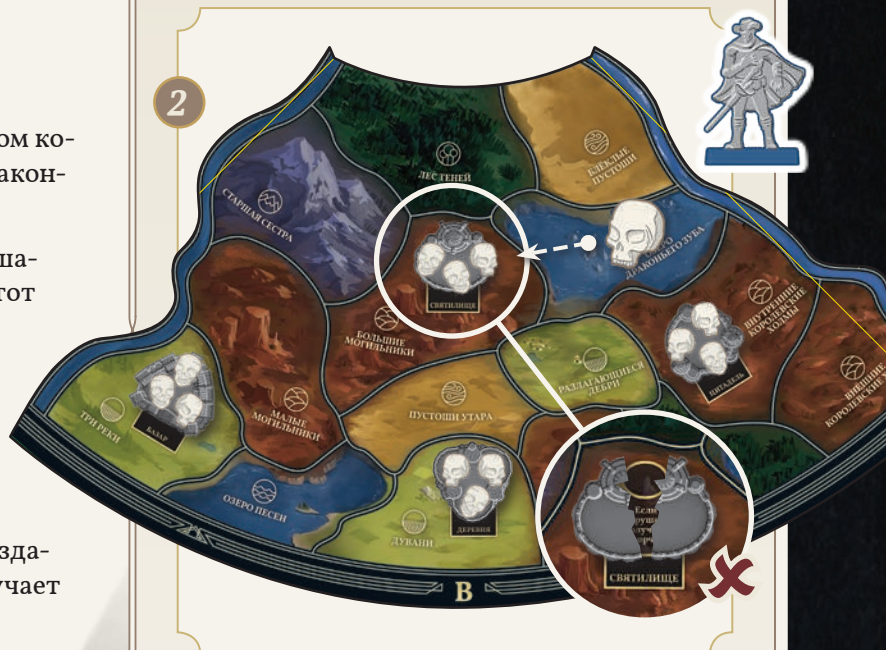 ом ко-
акон-
ша-
тот
зда-
учает
2
ЛЕС ТЕНЕЙ
БЛЁКЛЫЕ
ПУСТОШИ
СТАРШАЯ СЕСТРА
ДРАКОНЬЕГО ЗУБА
СВЯТИЛИЩЕ
БОЛЬШИЕ
МОГИЛЬНИКИ
ВНУТРЕННИЕ
КОРОЛЕВСКИЕ
ХОЛМЫ
РАЗЛАГАЮЩИЕСЯ
ДЕБРИ
ЦИТАДЕЛЬ
ВНЕШНИЕ
КОРОЛЕВСКИЕ
ТРИ РЕКИ
БАЗАР
МАЛЫЕ
МОГИЛЬНИКИ
ПУСТОШИ УТАРА
ОЗЕРО ПЕСЕН
ДУВАНИ
ДЕРЕВНЯ
Если
СВЯТИЛИЩЕ
B